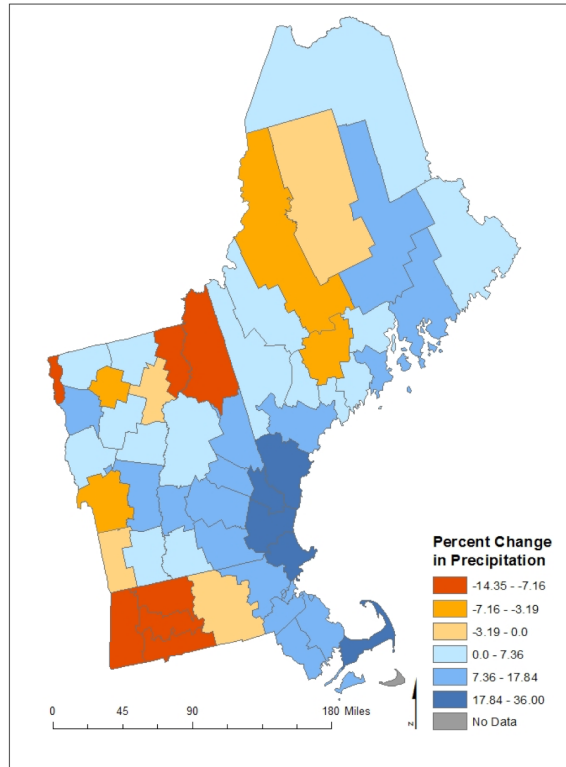 Percent Change
in Precipitation
-14.35 - -7.16
-7.16 - -3.19
-3.19 - 0.0
0.0 - 7.36
7.36 - 17.84
17.84 - 36.00
No Data
0 45 90 180 Miles
N